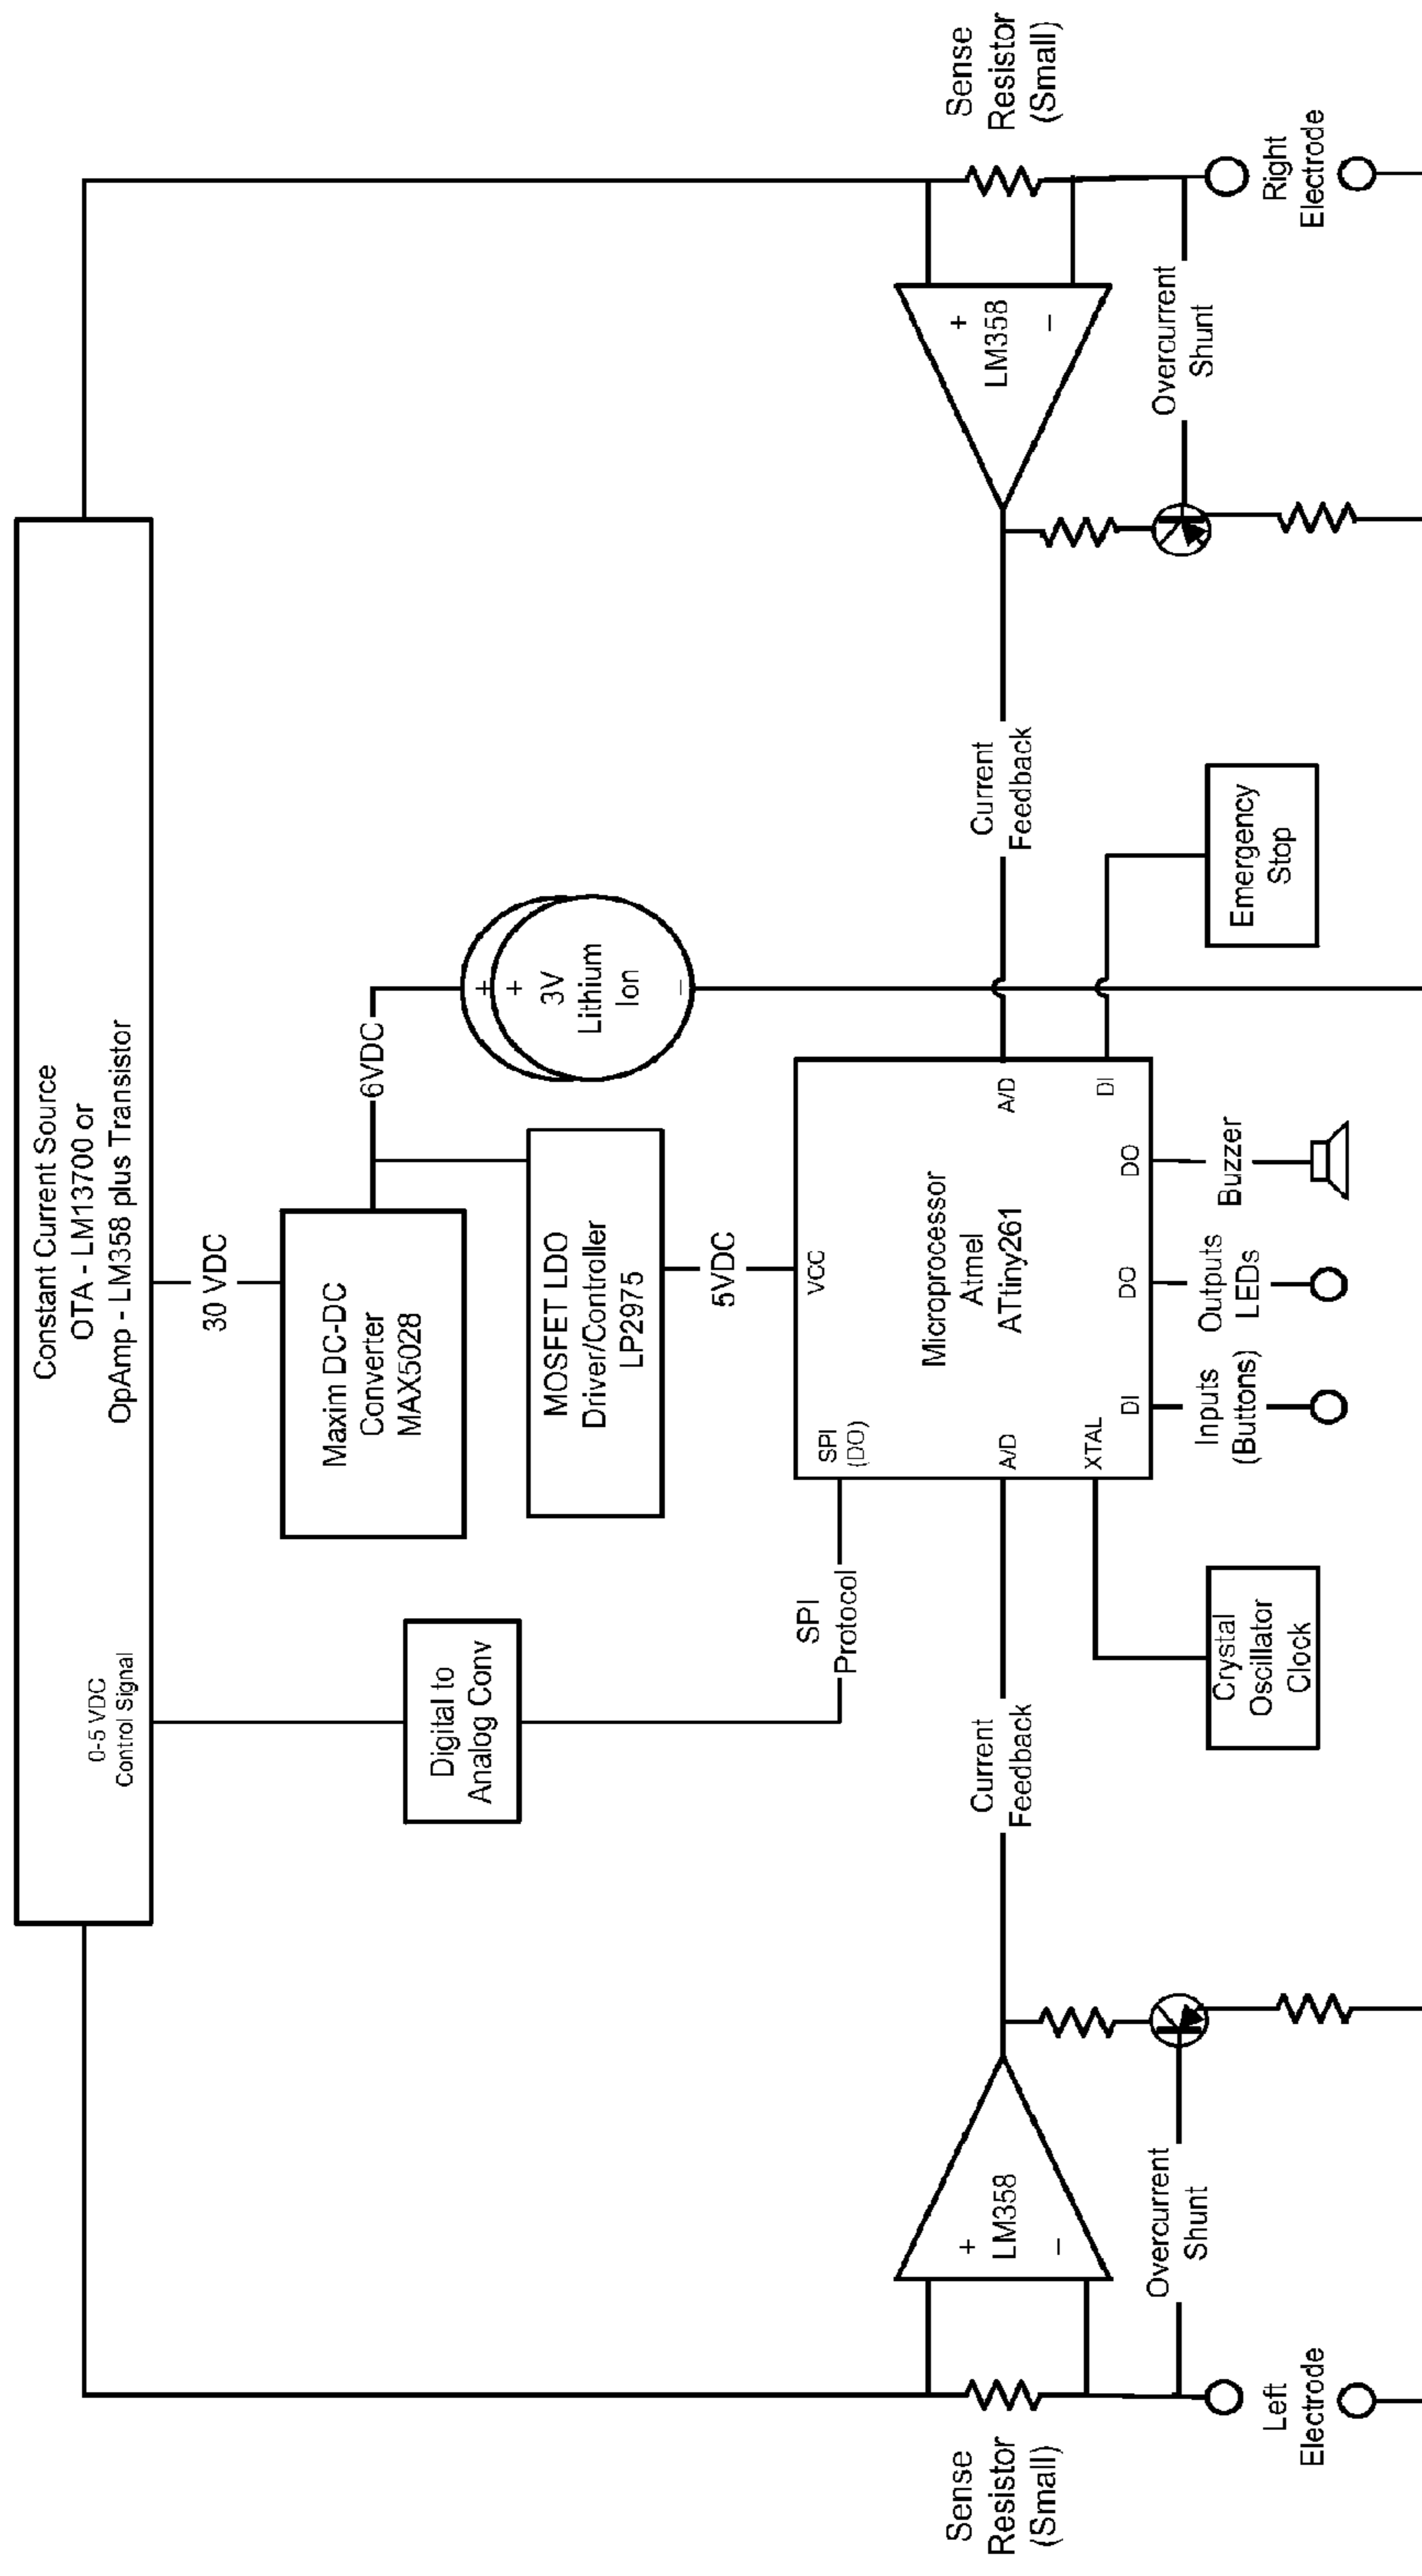 Constant Current Source
OTA - LM13700 or
OpAmp - LM358 plus Transistor
0-5 VDC
Control Signal
30 VDC
Maxim DC-DC
Converter
MAX5028
6VDC
Digital to
Analog Conv
MOSFET LDO
Driver/Controller
LP2975
+
+
3V
Lithium
Ion
−
5VDC
SPI
Protocol
SPI
(DO)
VCC
Microprocessor
Atmel
ATtiny261
A/D
A/D
XTAL
DI
DO
DO
DI
Sense
Resistor
(Small)
+
LM358
−
Current
Feedback
Current
Feedback
+
LM358
−
Sense
Resistor
(Small)
Overcurrent
Shunt
Overcurrent
Shunt
Left
Electrode
Crystal
Oscillator
Clock
Inputs
(Buttons)
Outputs
LEDs
Buzzer
Emergency
Stop
Right
Electrode